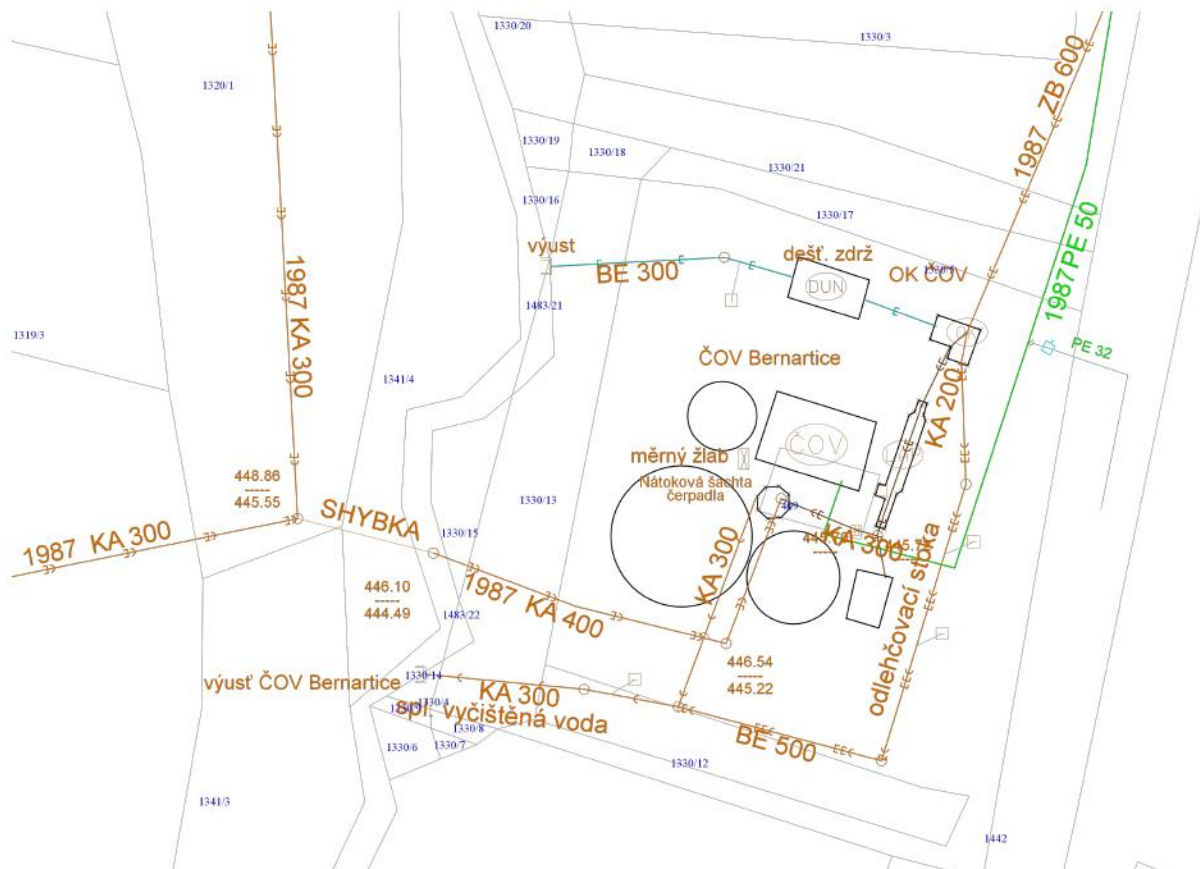 1330/20
1330/3
1320/1
1987 ZB 600
1330/19
1330/18
1330/21
1330/16
1330/17
1987 PE 50
výust
BE 300
dešť. zdrž
DUN
OK ČOV
1987 KA 300
1483/21
1319/3
PE 32
ČOV Bernartice
1341/4
KA 200
ČOV
měrný žlab
Nátoková šachta
čerpadla
448.86
-----
445.55
SHYBKA
1330/13
1330/15
KA 300
1987 KA 300
KA 300
odlehčovací stoka
446.10
-----
444.49
1987 KA 400
1483/22
446.54
-----
445.22
výusť ČOV Bernartice
1330/14
KA 300
1330/4
spl. vyčištěná voda
1330/8
1330/6
1330/7
BE 500
1330/12
1341/3
1442